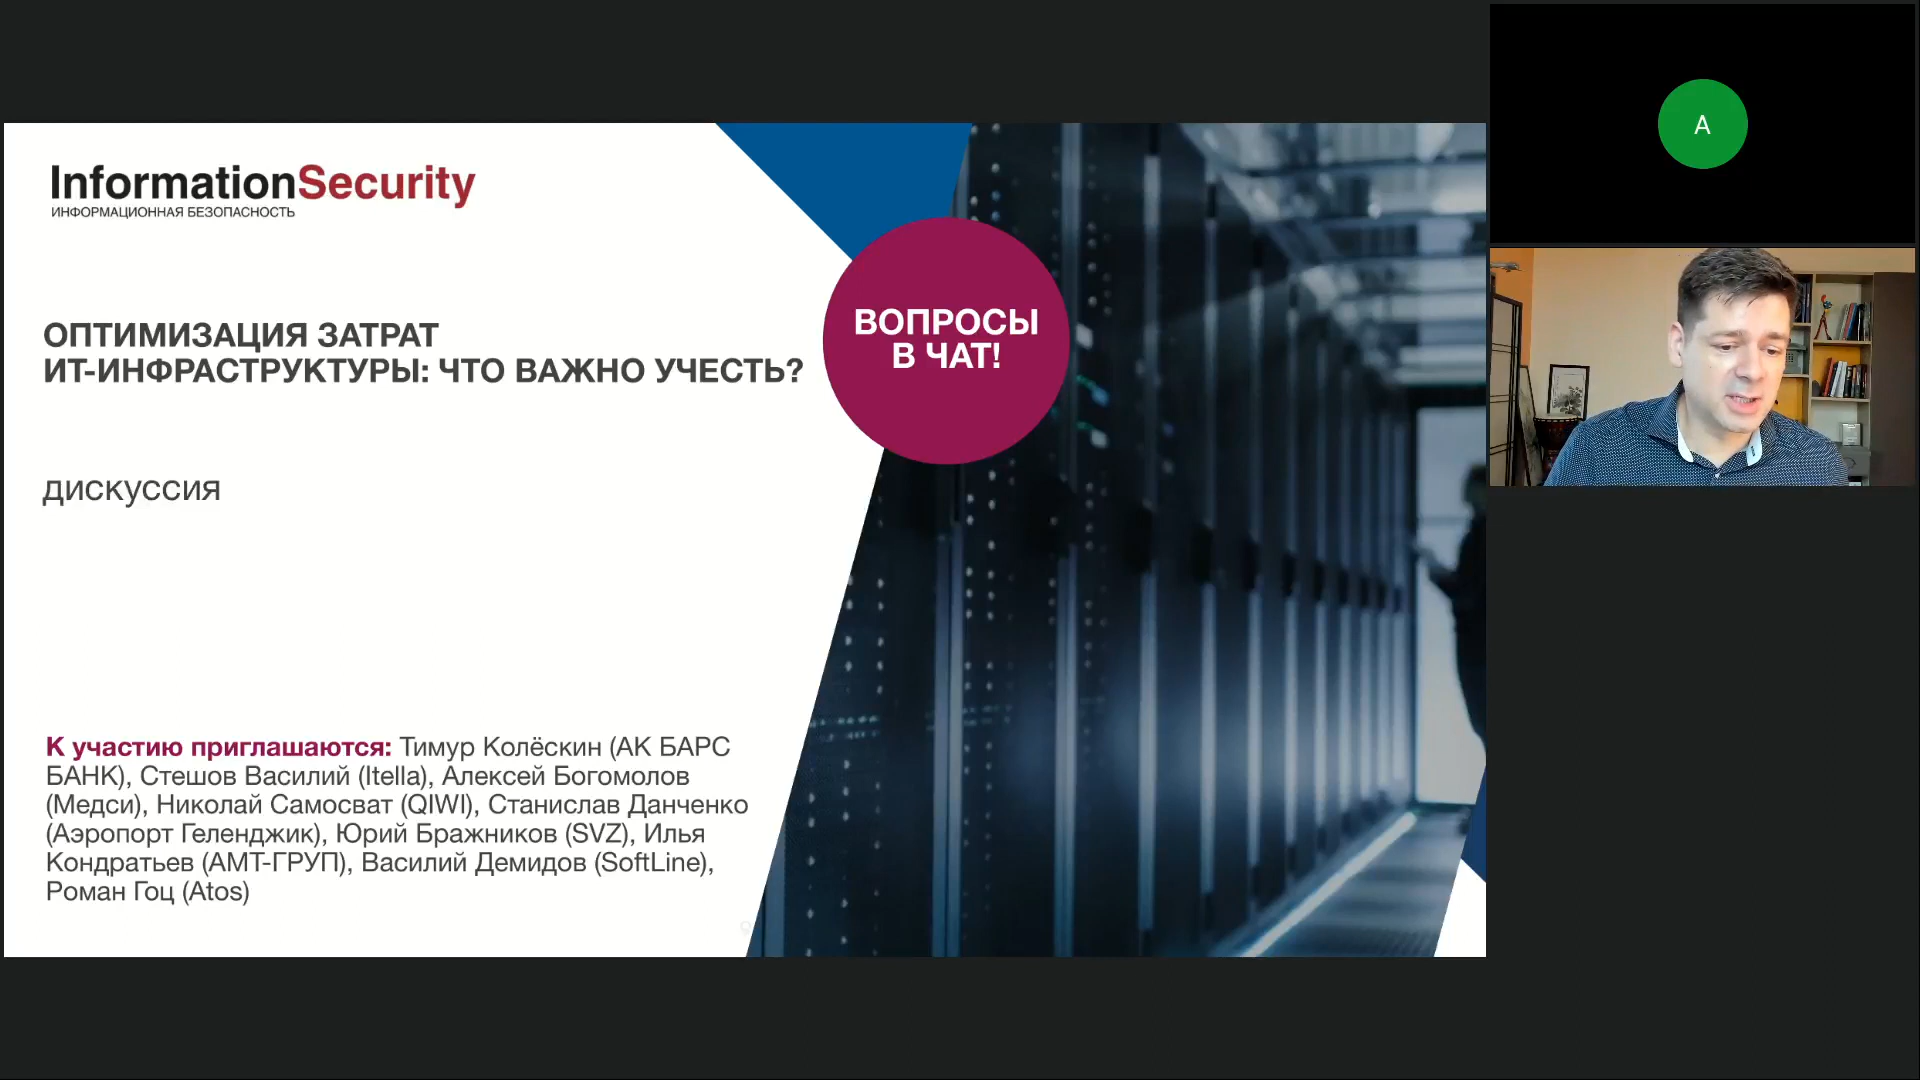 InformationSecurity
ИНФОРМАЦИОННАЯ БЕЗОПАСНОСТЬ
ОПТИМИЗАЦИЯ ЗАТРАТ
ИТ-ИНФРАСТРУКТУРЫ: ЧТО ВАЖНО УЧЕСТЬ?
ВОПРОСЫ
В ЧАТ!
дискуссия
К участию приглашаются: Тимур Колёскин (АК БАРС
БАНК), Стешов Василий (Itella), Алексей Богомолов
(Медси), Николай Самосват (QIWI), Станислав Данченко
(Аэропорт Геленджик), Юрий Бражников (SVZ), Илья
Кондратьев (АМТ-ГРУП), Василий Демидов (SoftLine),
Роман Гоц (Atos)
A